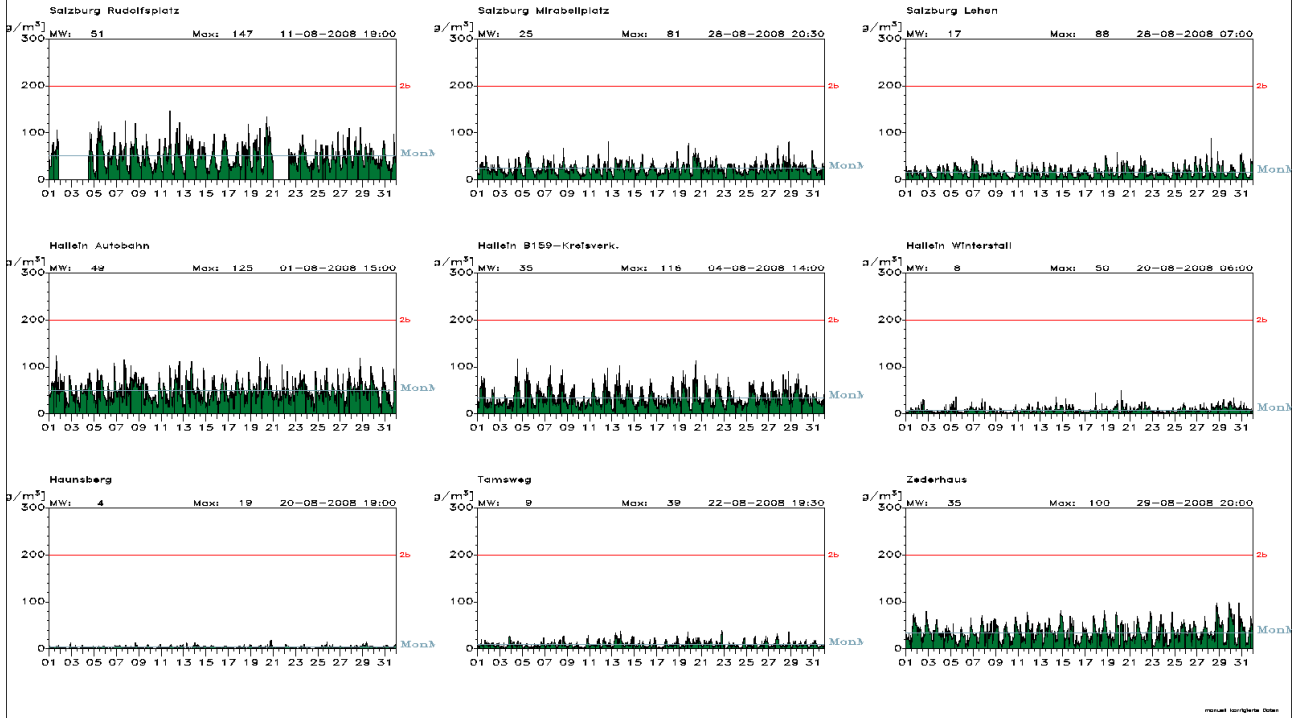 Salzburg Rudolfsplatz Salzburg Mirabellplatz Salzburg Lehen
g/m³] MW: 51 Max: 147 11-08-2008 19:00 g/m³] MW: 25 Max: 81 28-08-2008 20:30 g/m³] MW: 17 Max: 88 28-08-2008 07:00
300 300 300
200 2b 200 2b 200 2b
100 100 100
MonM MonM MonM
0 0 0
01 03 05 07 09 11 13 15 17 19 21 23 25 27 29 31 01 03 05 07 09 11 13 15 17 19 21 23 25 27 29 31 01 03 05 07 09 11 13 15 17 19 21 23 25 27 29 31
Hallein Autobahn Hallein B159-Kreisverk. Hallein Winterstall
g/m³] MW: 49 Max: 125 01-08-2008 15:00 g/m³] MW: 35 Max: 116 04-08-2008 14:00 g/m³] MW: 8 Max: 50 20-08-2008 06:00
300 300 300
200 2b 200 2b 200 2b
100 100 100
MonM MonM MonM
0 0 0
01 03 05 07 09 11 13 15 17 19 21 23 25 27 29 31 01 03 05 07 09 11 13 15 17 19 21 23 25 27 29 31 01 03 05 07 09 11 13 15 17 19 21 23 25 27 29 31
Haunsberg Tamsweg Zederhaus
g/m³] MW: 4 Max: 19 20-08-2008 19:00 g/m³] MW: 9 Max: 39 22-08-2008 19:30 g/m³] MW: 35 Max: 100 29-08-2008 20:00
300 300 300
200 2b 200 2b 200 2b
100 100 100
MonM MonM MonM
0 0 0
01 03 05 07 09 11 13 15 17 19 21 23 25 27 29 31 01 03 05 07 09 11 13 15 17 19 21 23 25 27 29 31 01 03 05 07 09 11 13 15 17 19 21 23 25 27 29 31
manuell korrigierte Daten